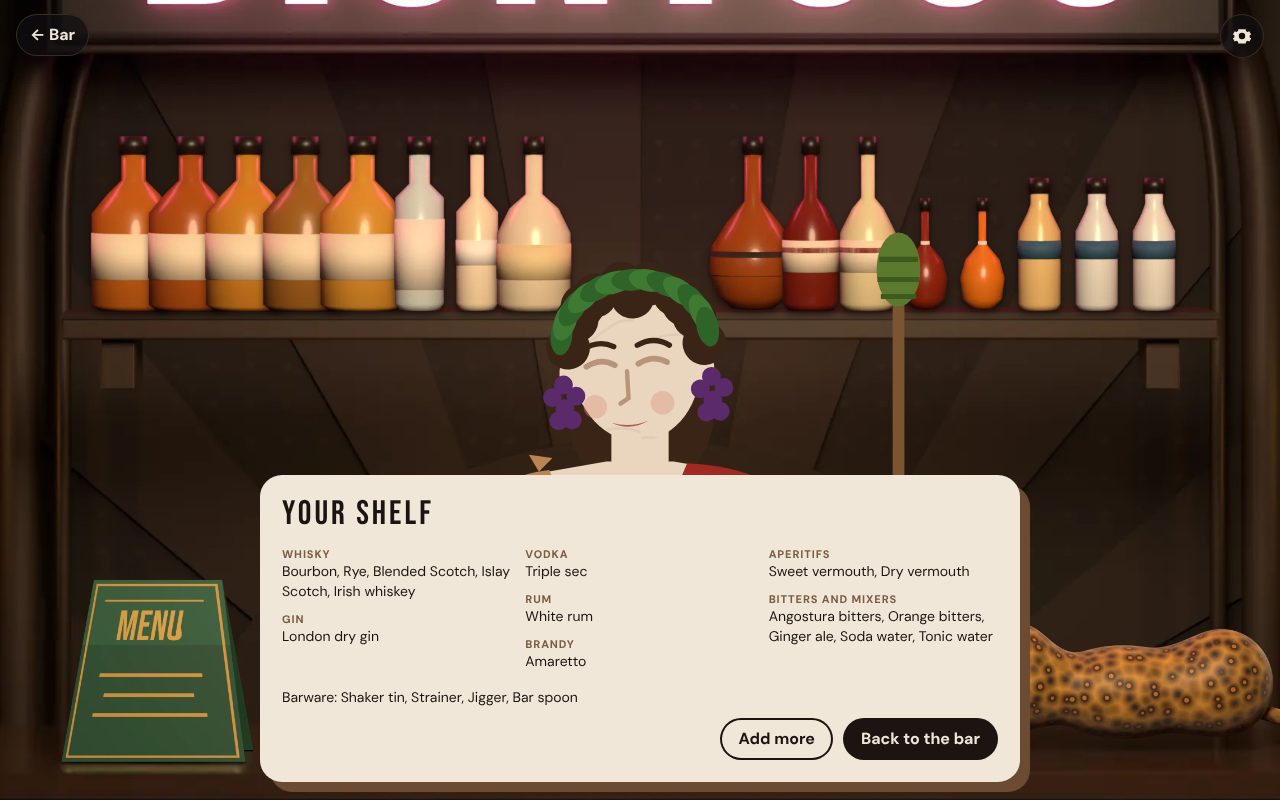 ← Bar
YOUR SHELF
WHISKY
Bourbon, Rye, Blended Scotch, Islay
Scotch, Irish whiskey
GIN
London dry gin
VODKA
Triple sec
RUM
White rum
BRANDY
Amaretto
APERITIFS
Sweet vermouth, Dry vermouth
BITTERS AND MIXERS
Angostura bitters, Orange bitters,
Ginger ale, Soda water, Tonic water
Barware: Shaker tin, Strainer, Jigger, Bar spoon
Add more
Back to the bar
MENU